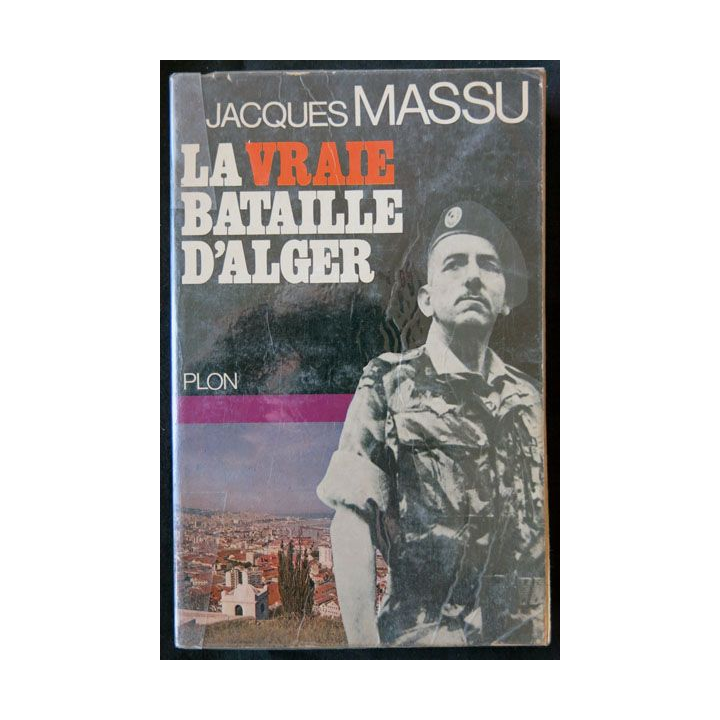 JACQUES MASSU
LA VRAIE
BATAILLE
D'ALGER
PLON